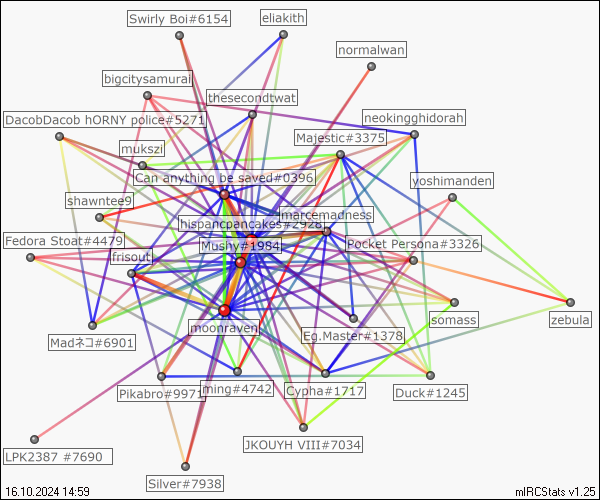 Swirly Boi#6154
eliakith
normalwan
bigcitysamurai
thesecondtwat
DacobDacob hORNY police#5271
neokingghidorah
Majestic#3375
mukszi
Can anything be saved#0396
yoshimanden
shawntee9
marcemadness
hispancpancakes#2928
Fedora Stoat#4479
Mushy#1984
Pocket Persona#3326
frisout
moonraven
Eg.Master#1378
somass
zebula
Madネコ#6901
Pikabro#9971
ming#4742
Cypha#1717
Duck#1245
JKOUYH VIII#7034
LPK2387 #7690
Silver#7938
16.10.2024 14:59
mIRCStats v1.25